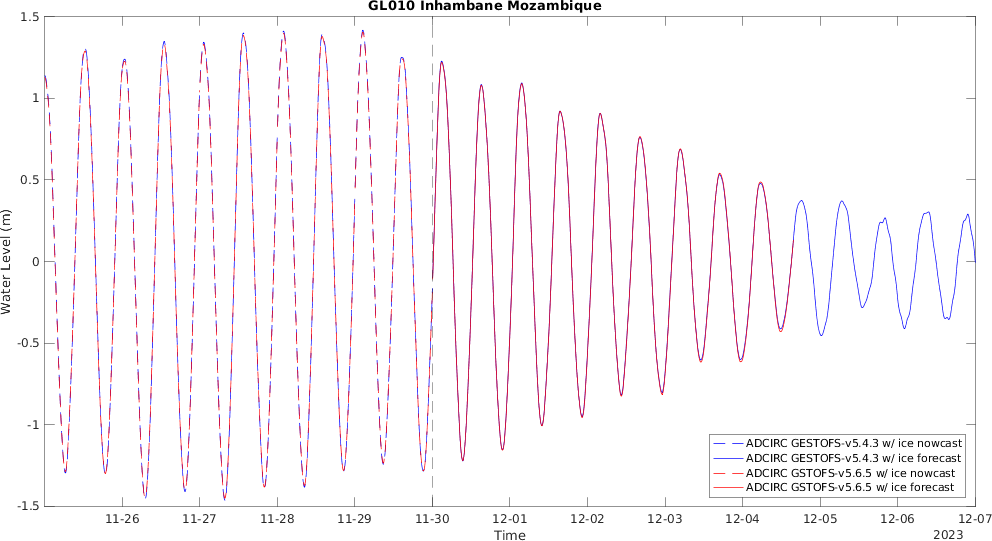 GL010 Inhambane Mozambique
1.5
1
0.5
0
-0.5
-1
-1.5
Water Level (m)
11-26
11-27
11-28
11-29
11-30
12-01
12-02
12-03
12-04
12-05
12-06
12-07
Time
2023
ADCIRC GESTOFS-v5.4.3 w/ ice nowcast
ADCIRC GESTOFS-v5.4.3 w/ ice forecast
ADCIRC GSTOFS-v5.6.5 w/ ice nowcast
ADCIRC GSTOFS-v5.6.5 w/ ice forecast